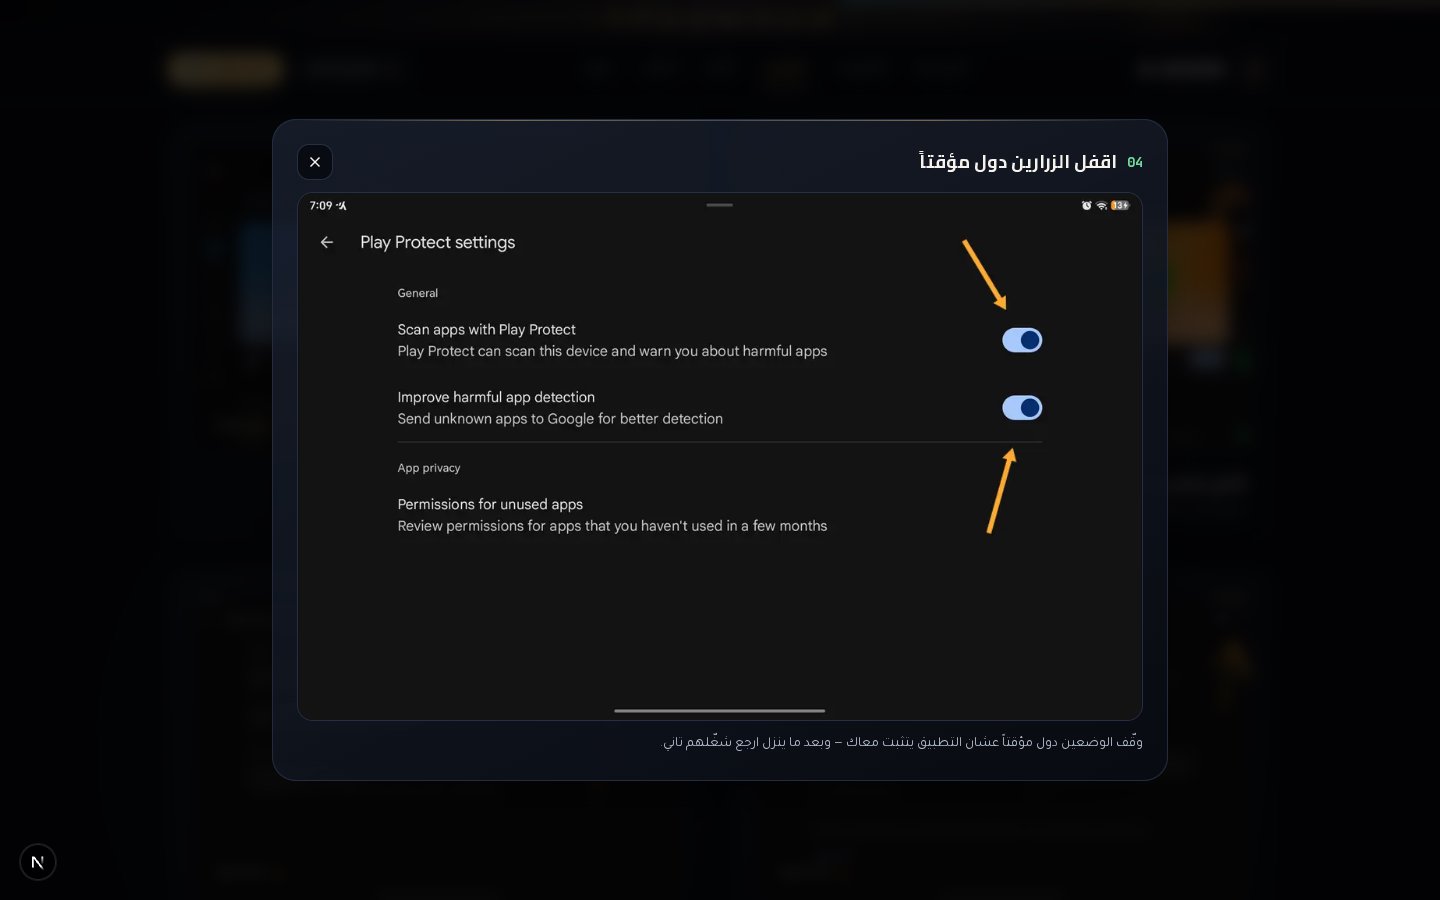 04 اقفل الزرارين دول مؤقتاً
7:09
13
Play Protect settings
General
Scan apps with Play Protect
Play Protect can scan this device and warn you about harmful apps
Improve harmful app detection
Send unknown apps to Google for better detection
App privacy
Permissions for unused apps
Review permissions for apps that you haven't used in a few months
وقّف الوضعين دول مؤقتاً عشان التطبيق يتثبت معاك – وبعد ما ينزل ارجع شغّلهم تاني.
N